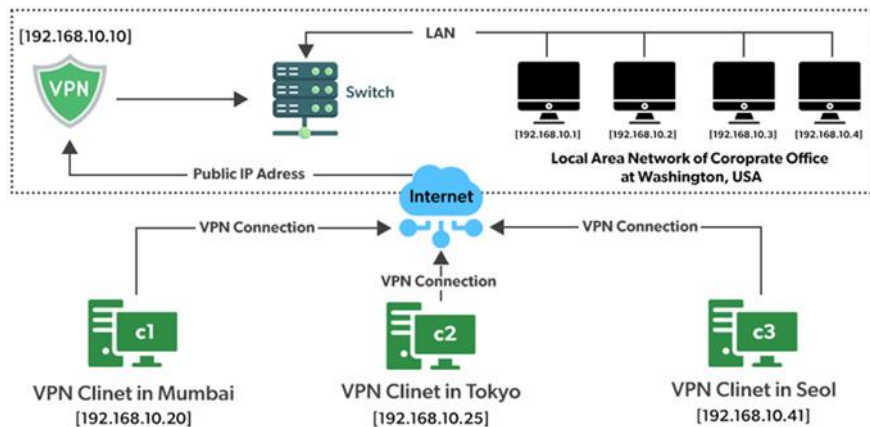 [192.168.10.10]
VPN
LAN
Switch
[192.168.10.1]
[192.168.10.2]
[192.168.10.3]
[192.168.10.4]
Local Area Network of Coroprate Office
at Washington, USA
Public IP Adress
Internet
VPN Connection
VPN Connection
VPN Connection
c1
c2
c3
VPN Clinet in Mumbai
[192.168.10.20]
VPN Clinet in Tokyo
[192.168.10.25]
VPN Clinet in Seol
[192.168.10.41]